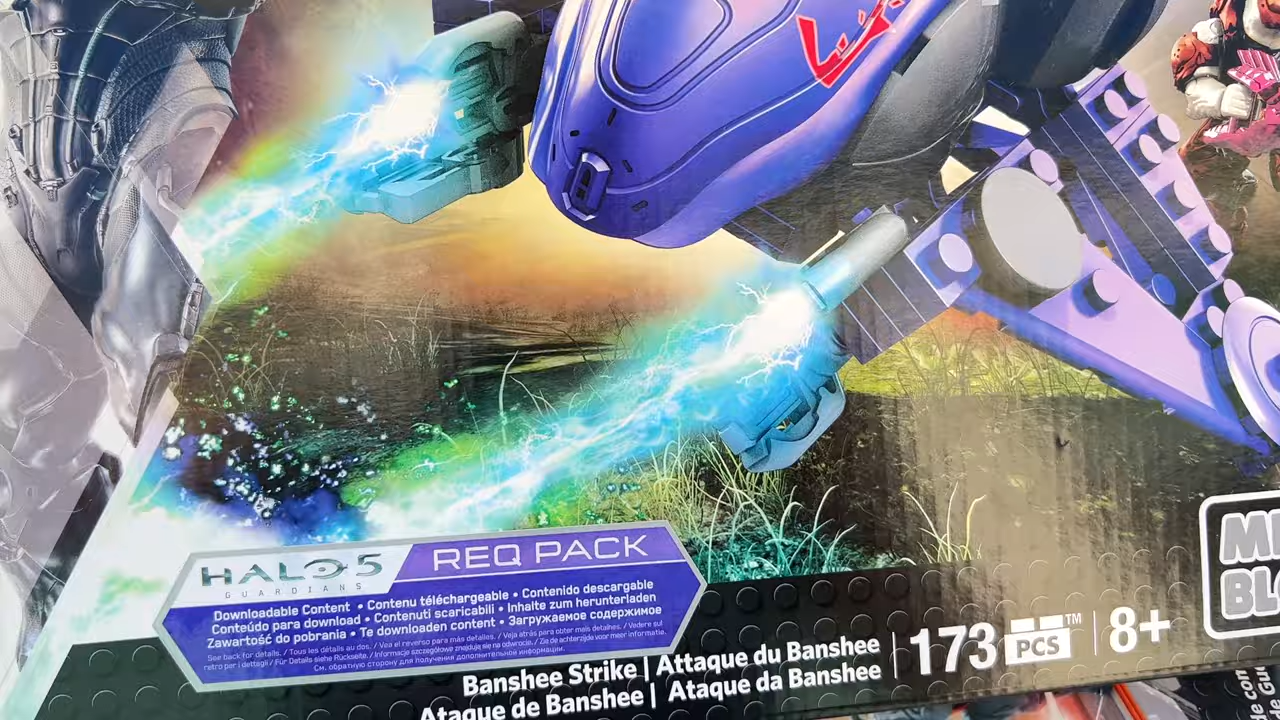 HALO 5
GUARDIANS
REQ PACK
Downloadable Content • Contenu téléchargeable • Contenido descargable
Conteúdo para download • Contenuti scaricabili • Inhalte zum herunterladen
Zawartość do pobrania • Te downloaden content • Загружаемое содержимое
See back for details. / Tous les détails au dos. / Vea el reverso para más detalles. / Veja atrás para obter mais detalhes. / Vedere sul
retro per i dettagli / Für Details siehe Rückseite. / Informacje szczegółowe znajdują się na odwrocie. / Zie de achterzijde voor meer informatie.
См. обратную сторону для получения дополнительной информации.
Banshee Strike | Attaque du Banshee
Ataque de Banshee | Ataque da Banshee
173 PCS™ | 8+